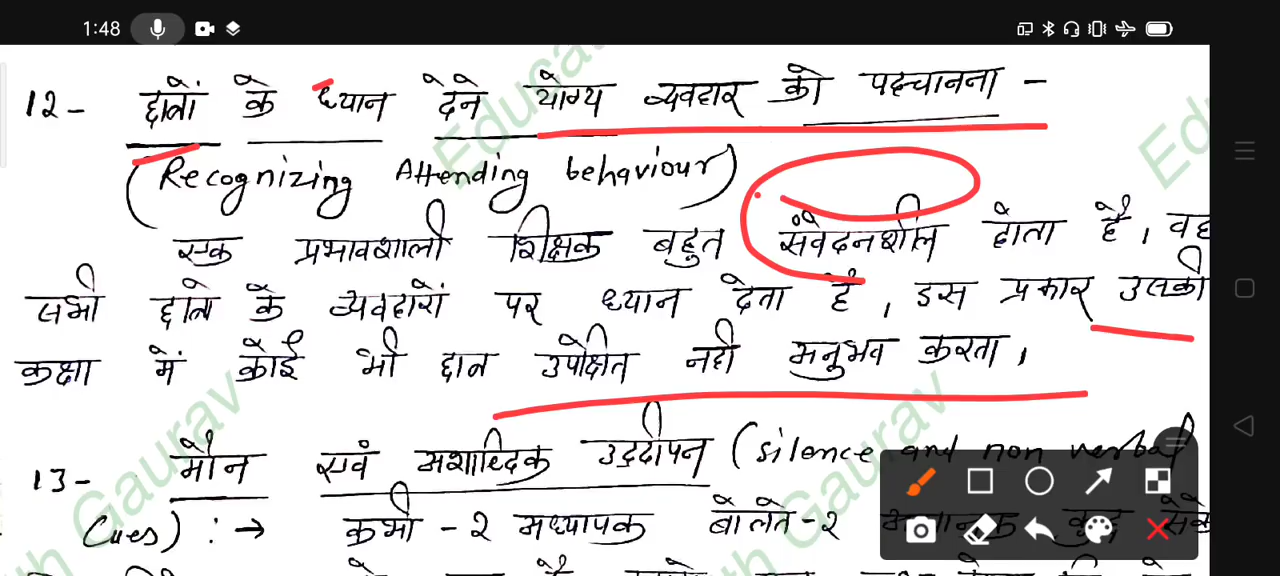 1:48
12- छात्रों के ध्यान देने योग्य व्यवहार को पहचानना -
(Recognizing Attending behaviour)
एक प्रभावशाली शिक्षक बहुत संवेदनशील होता है, वह
सभी छात्रो के व्यवहारों पर ध्यान देता है, इस प्रकार उसकी
कक्षा में कोई भी छात्र उपेक्षित नही अनुभव करता,
13- मौन एवं अशाब्दिक उद्दीपन (silence and non verbal
Cues) : → कभी -२ अध्यापक बोलते-२